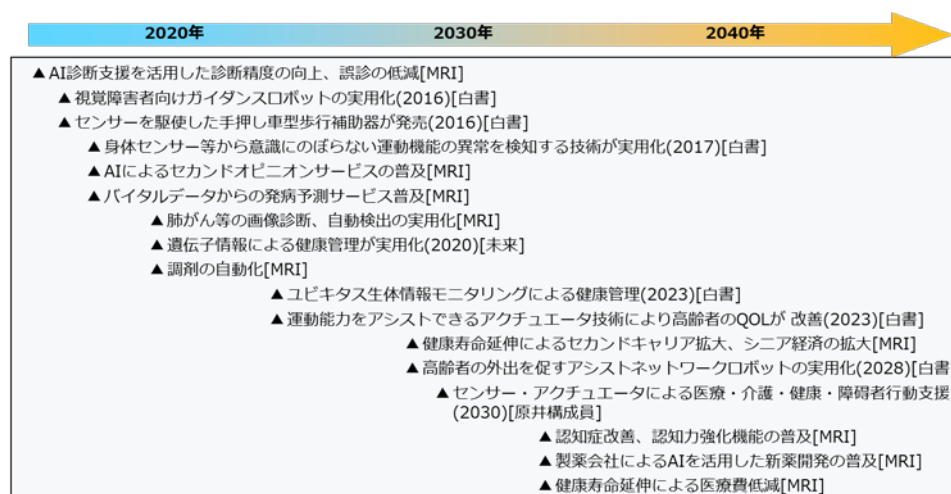 2020年 2030年 2040年
▲AI診断支援を活用した診断精度の向上、誤診の低減[MRI]
▲視覚障害者向けガイダンスロボットの実用化(2016)[白書]
▲センサーを駆使した手押し車型歩行補助器が発売(2016)[白書]
▲身体センサー等から意識にのぼらない運動機能の異常を検知する技術が実用化(2017)[白書]
▲AIによるセカンドオピニオンサービスの普及[MRI]
▲バイタルデータからの発病予測サービス普及[MRI]
▲肺がん等の画像診断、自動検出の実用化[MRI]
▲遺伝子情報による健康管理が実用化(2020)[未来]
▲調剤の自動化[MRI]
▲ユビキタス生体情報モニタリングによる健康管理(2023)[白書]
▲運動能力をアシストできるアクチュエータ技術により高齢者のQOLが 改善(2023)[白書]
▲健康寿命延伸によるセカンドキャリア拡大、シニア経済の拡大[MRI]
▲高齢者の外出を促すアシストネットワークロボットの実用化(2028)[白書
▲センサー・アクチュエータによる医療・介護・健康・障碍者行動支援
(2030)[原井構成員]
▲認知症改善、認知力強化機能の普及[MRI]
▲製薬会社によるAIを活用した新薬開発の普及[MRI]
▲健康寿命延伸による医療費低減[MRI]